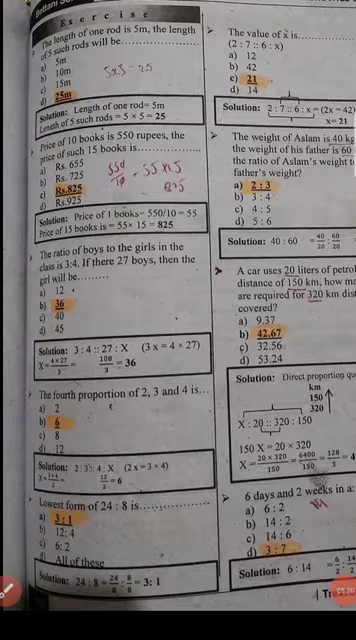 Exercise
The length of one rod is 5m, the length
of 5 such rods will be
a) 5m
b) 10m
c) 15m
d) 25m
5x5=25
Solution: Length of one rod= 5m
Length of 5 such rods = 5 × 5 = 25
Price of 10 books is 550 rupees, the
price of such 15 books is
a) Rs. 655
b) Rs. 725
c) Rs.825
d) Rs.925
Solution: Price of 1 books= 550/10 = 55
Price of 15 books is = 55× 15 = 825
The ratio of boys to the girls in the
class is 3:4. If there 27 boys, then the
girl will be
a) 12
b) 36
c) 40
d) 45
Solution: 3 : 4 :: 27 : X (3x = 4 × 27)
X= 4×27/3 = 108/3 = 36
The fourth proportion of 2, 3 and 4 is
a) 2
b) 6
c) 8
d) 12
Solution: 2:3::4:X (2x=3×4)
12/2 = 6
Lowest form of 24 : 8 is
a) 3 : 1
b) 12: 4
c) 6: 2
d) All of these
Solution: 24 : 8 = 24/8 : 8/8 = 3: 1
The value of x is
(2 : 7 :: 6 : x)
a) 12
b) 42
c) 21
d) 14
Solution: 2 : 7 :: 6 : x = (2x = 42
x=21
The weight of Aslam is 40 kg
the weight of his father is 60
the ratio of Aslam's weight
father's weight?
a) 2 : 3
b) 3 : 4
c) 4 : 5
d) 5 : 6
Solution: 40 : 60 = 40/20 : 60/20
A car uses 20 liters of petrol
distance of 150 km, how
are required for 320 km
covered?
a) 9.37
b) 42.67
c) 32.56
d) 53.24
Solution: Direct proportion
km
150
320
X : 20 :: 320 : 150
150 X = 20 × 320
X = 20 × 320/150 = 6400/150 = 128/3 = 4
6 days and 2 weeks in a:
a) 6 : 2
b) 14 : 2
c) 14 : 6
d) 3 : 7
Solution: 6 : 14 = 6/2 : 14/2